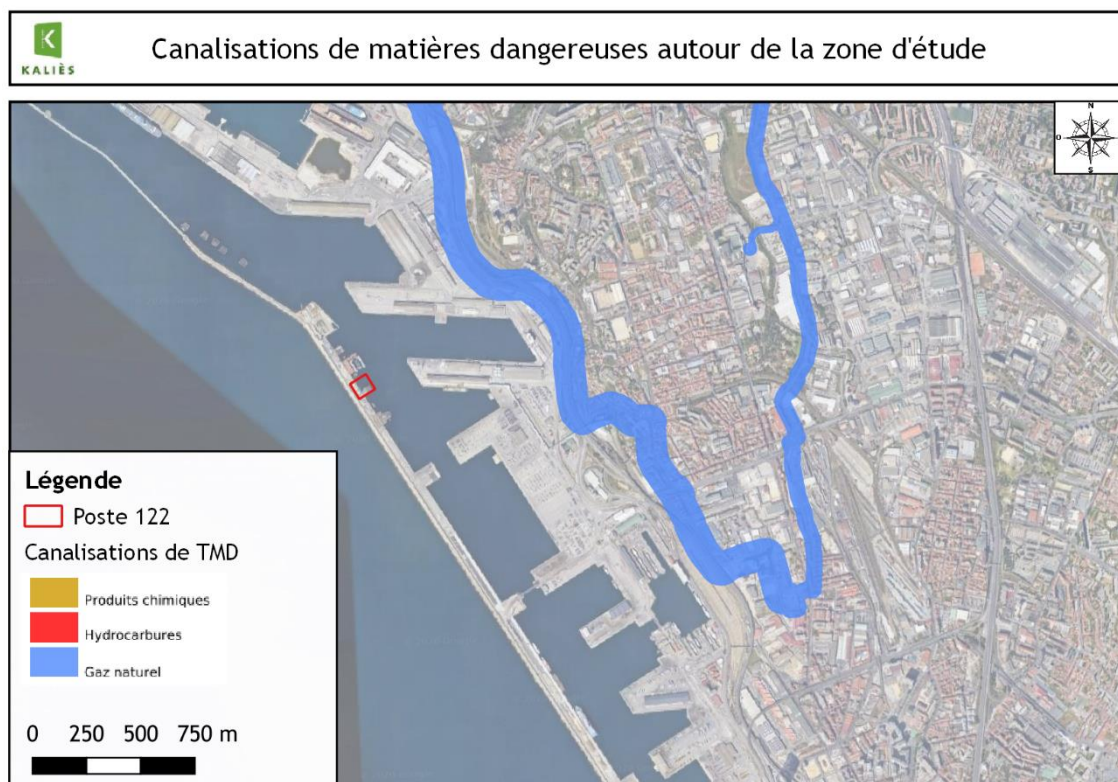 K
KALIÈS
Canalisations de matières dangereuses autour de la zone d'étude
N
O
E
S
Légende
Poste 122
Canalisations de TMD
Produits chimiques
Hydrocarbures
Gaz naturel
0 250 500 750 m